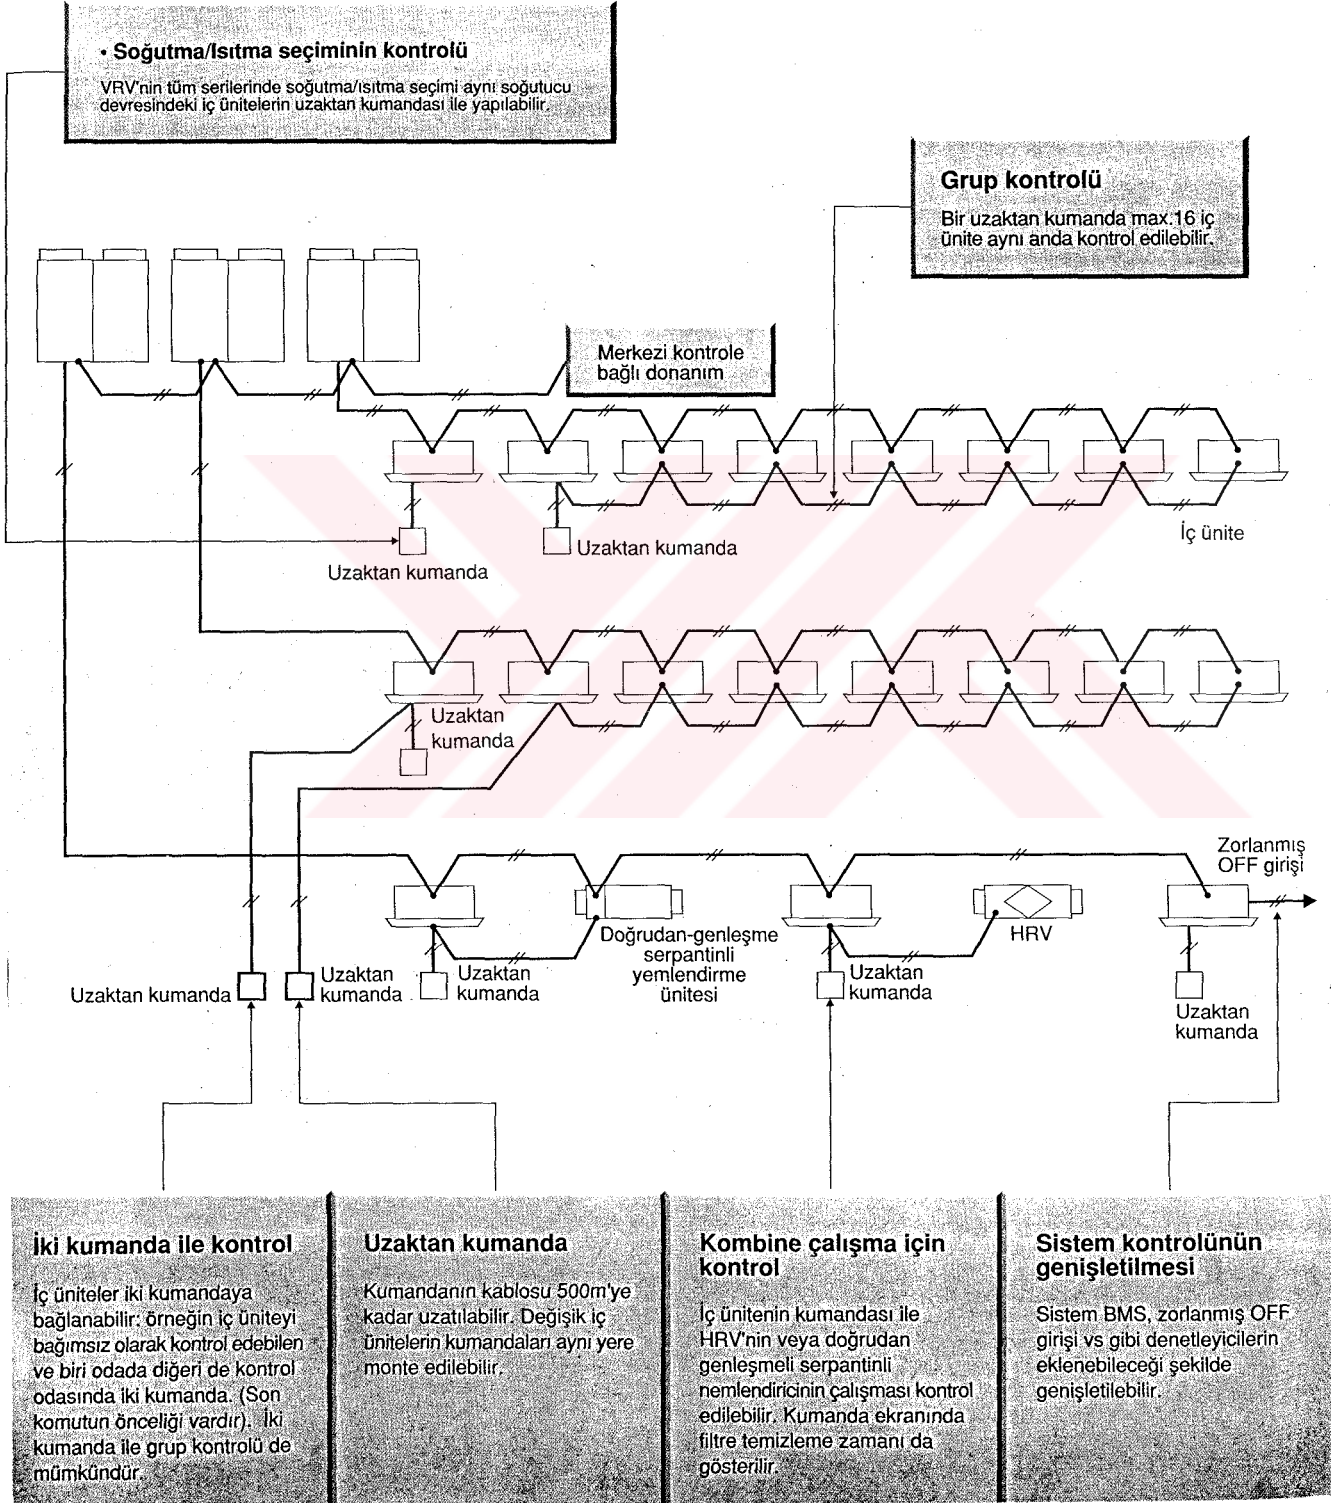 · Soğutma/Isıtma seçiminin kontrolü
VRV'nin tüm serilerinde soğutma/ısıtma seçimi aynı soğutucu
devresindeki iç ünitelerin uzaktan kumandası ile yapılabilir.
Grup kontrolü
Bir uzaktan kumanda max.16 iç
ünite aynı anda kontrol edilebilir.
Merkezi kontrole
bağlı donanım
İç ünite
Uzaktan kumanda
Uzaktan kumanda
Uzaktan
kumanda
Zorlanmış
OFF girişi
Doğrudan-genleşme
serpantinli
yemlendirme
ünitesi
HRV
Uzaktan kumanda
Uzaktan
kumanda
Uzaktan
kumanda
Uzaktan
kumanda
Uzaktan
kumanda
İki kumanda ile kontrol
İç üniteler iki kumandaya
bağlanabilir: örneğin iç üniteyi
bağımsız olarak kontrol edebilen
ve biri odada diğeri de kontrol
odasında iki kumanda. (Son
komutun önceliği vardır). İki
kumanda ile grup kontrolü de
mümkündür.
Uzaktan kumanda
Kumandanın kablosu 500m'ye
kadar uzatılabilir. Değişik iç
ünitelerin kumandaları aynı yere
monte edilebilir.
Kombine çalışma için
kontrol
İç ünitenin kumandası ile
HRV'nin veya doğrudan
genleşmeli serpantinli
nemlendiricinin çalışması kontrol
edilebilir. Kumanda ekranında
filtre temizleme zamanı da
gösterilir.
Sistem kontrolünün
genişletilmesi
Sistem BMS, zorlanmış OFF
girişi vs gibi denetleyicilerin
eklenebileceği şekilde
genişletilebilir.